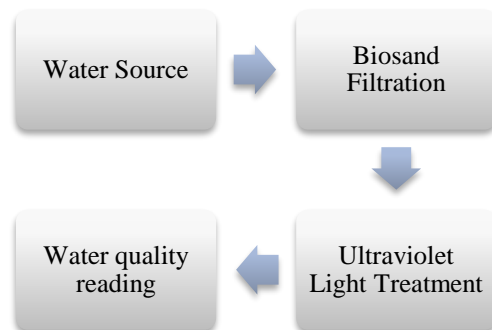 Water Source
Biosand
Filtration
Ultraviolet
Light Treatment
Water quality
reading